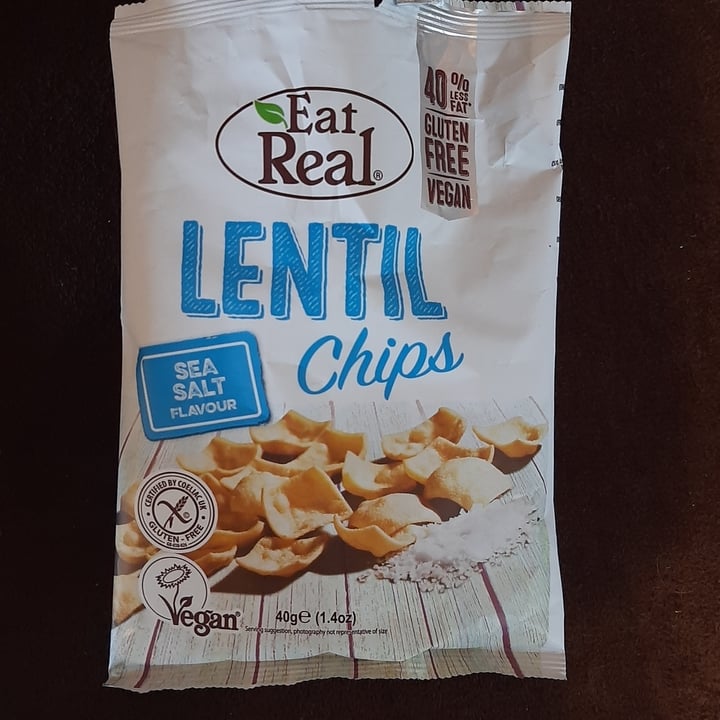 40%
LESS
FAT*
GLUTEN
FREE
VEGAN
Eat
Real®
LENTIL
Chips
SEA
SALT
FLAVOUR
CERTIFIED BY COELIAC UK
GLUTEN - FREE
Vegan
40g℮ (1.4oz)
Serving suggestion, photography not representative of size